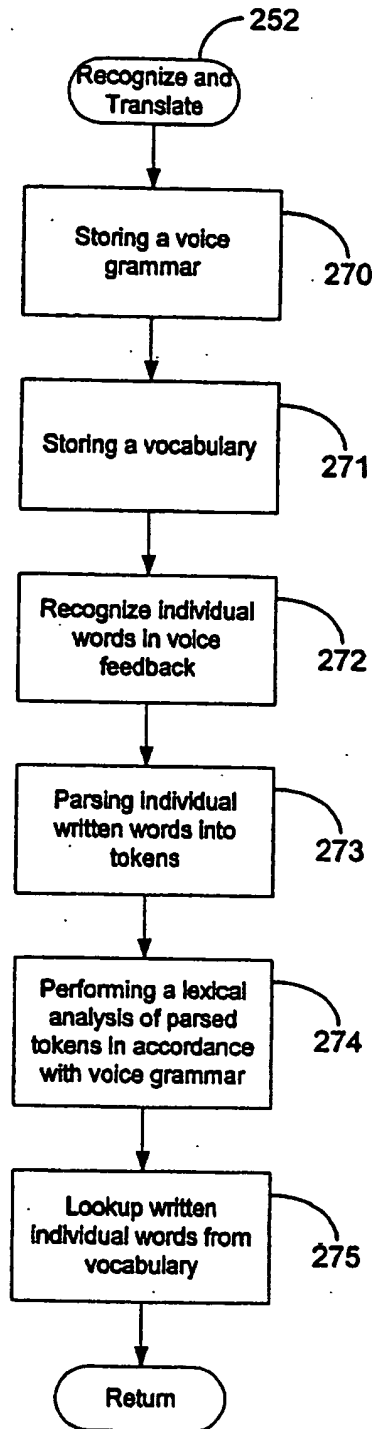 252
Recognize and
Translate
Storing a voice
grammar
270
Storing a vocabulary
271
Recognize individual
words in voice
feedback
272
Parsing individual
written words into
tokens
273
Performing a lexical
analysis of parsed
tokens in accordance
with voice grammar
274
Lookup written
individual words from
vocabulary
275
Return